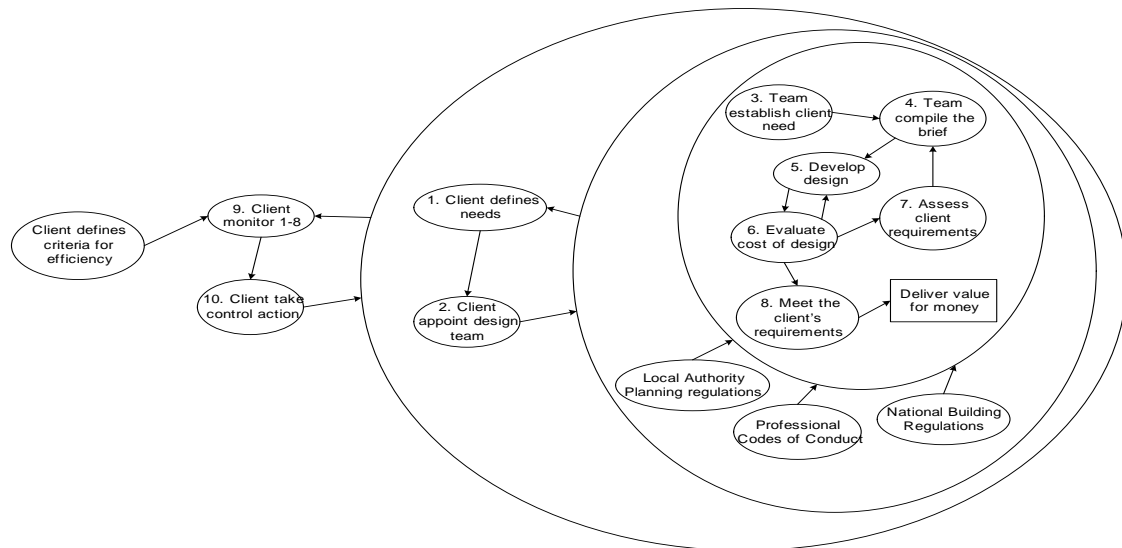 3. Team
establish client
need
4. Team
compile the
brief
5. Develop
design
1. Client defines
needs
7. Assess
client
requirements
9. Client
monitor 1-8
Client defines
criteria for
efficiency
6. Evaluate
cost of design
10. Client take
control action
2. Client
appoint design
team
8. Meet the
client's
requirements
Deliver value
for money
Local Authority
Planning regulations
Professional
Codes of Conduct
National Building
Regulations